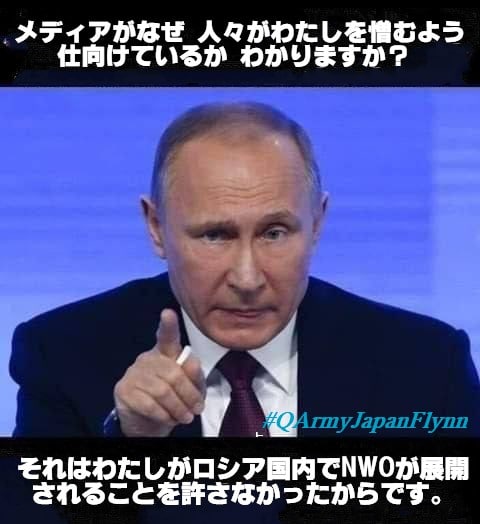 メディアがなぜ 人々がわたしを憎むよう
仕向けているか わかりますか？
#QArmyJapanFlynn
それはわたしがロシア国内でNWOが展開
されることを許さなかったからです。